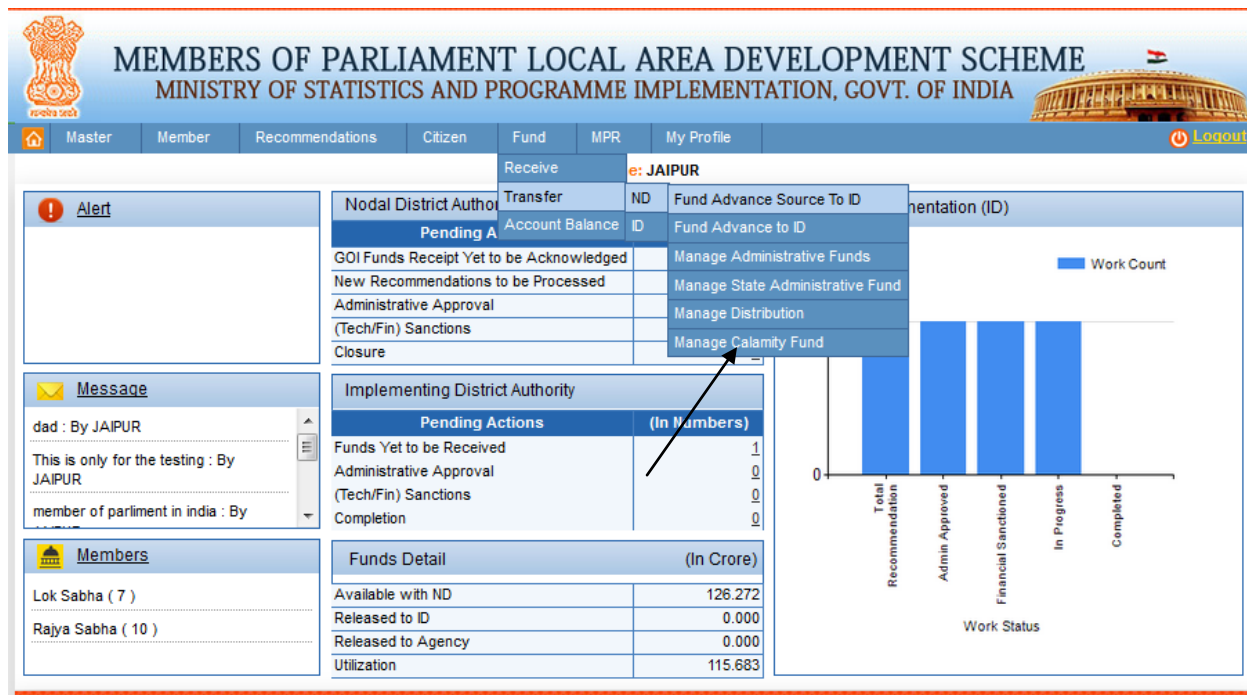 सत्यमेव जयते
MEMBERS OF PARLIAMENT LOCAL AREA DEVELOPMENT SCHEME
MINISTRY OF STATISTICS AND PROGRAMME IMPLEMENTATION, GOVT. OF INDIA
Master Member Recommendations Citizen Fund MPR My Profile Logout
Receive
Transfer
Account Balance
ND
ID
Fund Advance Source To ID
Fund Advance to ID
Manage Administrative Funds
Manage State Administrative Fund
Manage Distribution
Manage Calamity Fund
e: JAIPUR
Alert
Message
dad : By JAIPUR
This is only for the testing : By
JAIPUR
member of parliment in india : By
Members
Lok Sabha ( 7 )
Rajya Sabha ( 10 )
Nodal District
Pending
GOI Funds Receipt Yet to be Acknowledged
New Recommendations to be Processed
Administrative Approval
(Tech/Fin) Sanctions
Closure
Implementing District Authority
Pending Actions (In Numbers)
Funds Yet to be Received 1
Administrative Approval 0
(Tech/Fin) Sanctions 0
Completion 0
Funds Detail (In Crore)
Available with ND 126.272
Released to ID 0.000
Released to Agency 0.000
Utilization 115.683
nentation (ID)
Work Count
0
Total Recommendation
Admin Approved
Financial Sanctioned
In Progress
Completed
Work Status